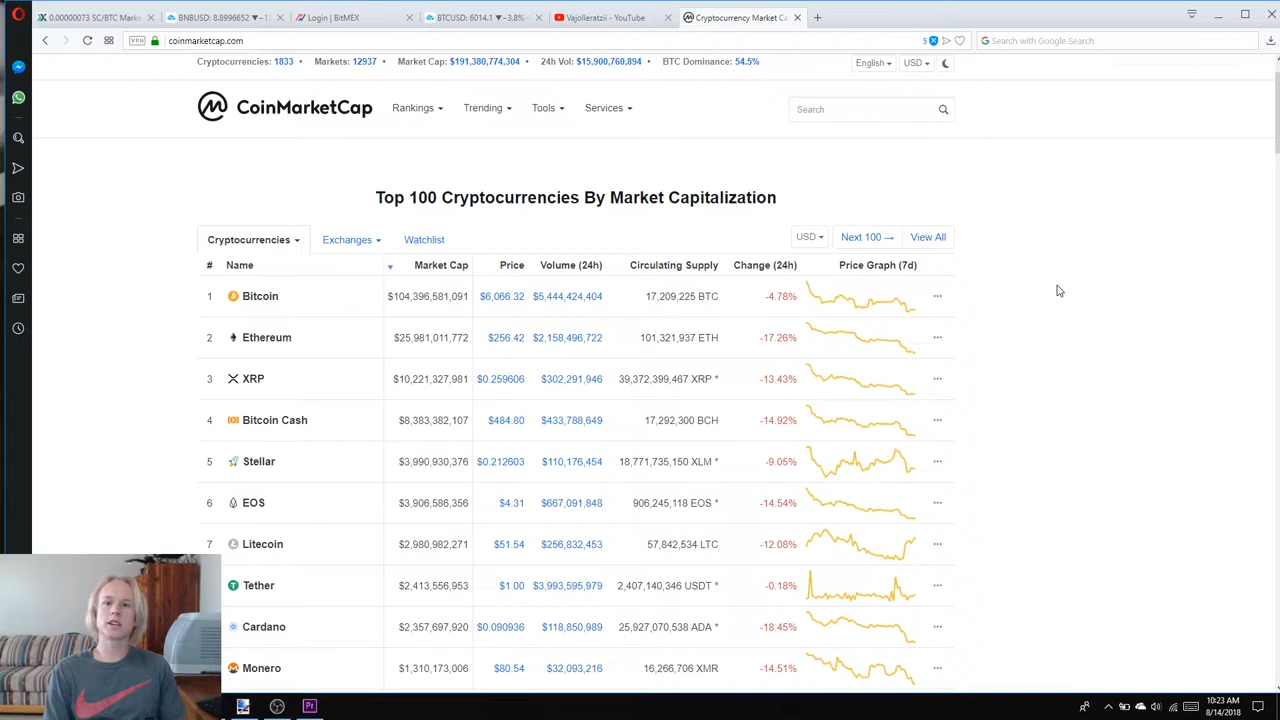 0.00000073 SC/BTC Marke
BNBUSD: 8.8996652 ▼−1
Login | BitMEX
BTCUSD: 6014.1 ▼−3.8%
Vajolleratzii - YouTube
Cryptocurrency Market Ca
VPN
coinmarketcap.com
5
Search with Google Search
Cryptocurrencies: 1833 • Markets: 12937 • Market Cap: $191,380,774,304 • 24h Vol: $15,900,760,894 • BTC Dominance: 54.5%
English
USD
CoinMarketCap
Rankings
Trending
Tools
Services
Search
Top 100 Cryptocurrencies By Market Capitalization
Cryptocurrencies
Exchanges
Watchlist
USD
Next 100 →
View All
# Name Market Cap Price Volume (24h) Circulating Supply Change (24h) Price Graph (7d)
1 Bitcoin $104,396,581,091 $6,066.32 $5,444,424,404 17,209,225 BTC -4.78%
2 Ethereum $25,981,011,772 $256.42 $2,158,496,722 101,321,937 ETH -17.26%
3 XRP $10,221,327,981 $0.259606 $302,291,946 39,372,399,467 XRP * -13.43%
4 Bitcoin Cash $8,383,382,107 $484.80 $433,788,649 17,292,300 BCH -14.92%
5 Stellar $3,990,930,376 $0.212603 $110,176,454 18,771,735,150 XLM * -9.05%
6 EOS $3,906,586,356 $4.31 $667,091,848 906,245,118 EOS * -14.54%
7 Litecoin $2,980,982,271 $51.54 $256,832,453 57,842,534 LTC -12.08%
Tether $2,413,556,953 $1.00 $3,993,595,979 2,407,140,346 USDT * -0.18%
Cardano $2,357,697,920 $0.090936 $118,850,989 25,927,070,538 ADA * -18.45%
Monero $1,310,173,006 $80.54 $32,093,216 16,266,706 XMR -14.51%
Pr
10:23 AM
8/14/2018